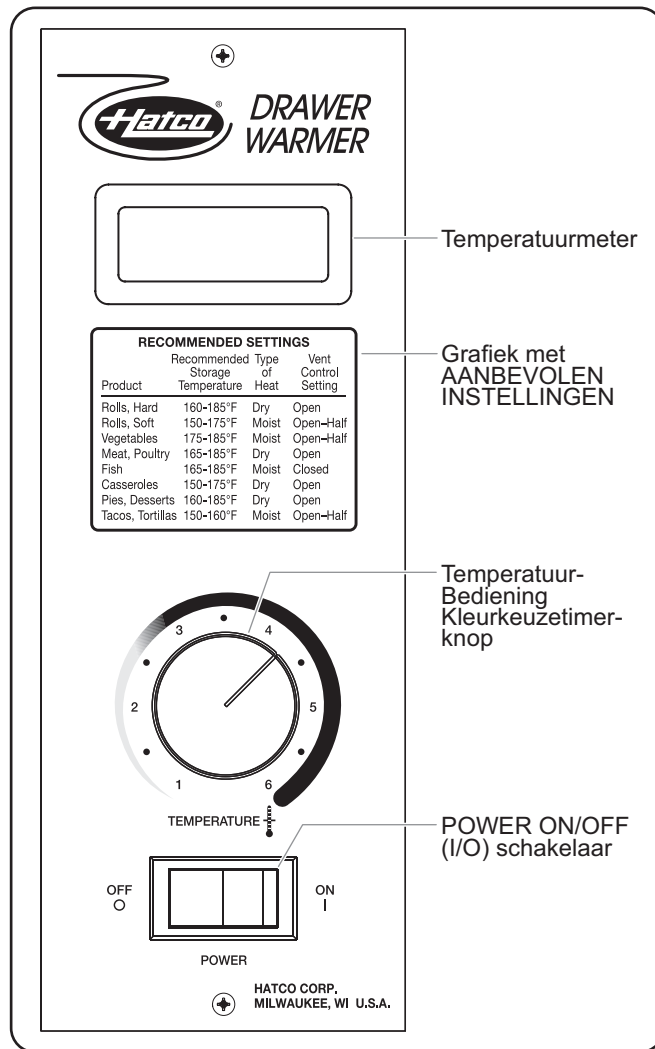 Hatco®
DRAWER
WARMER
Temperatuurmeter
RECOMMENDED SETTINGS
Product Recommended Storage Temperature Type of Heat Vent Control Setting
Rolls, Hard 160-185°F Dry Open
Rolls, Soft 150-175°F Moist Open–Half
Vegetables 175-185°F Moist Open–Half
Meat, Poultry 165-185°F Dry Open
Fish 165-185°F Moist Closed
Casseroles 150-175°F Dry Open
Pies, Desserts 160-185°F Dry Open
Tacos, Tortillas 150-160°F Moist Open–Half
Grafiek met
AANBEVOLEN
INSTELLINGEN
Temperatuur-
Bediening
Kleurkeuzetimer-
knop
1
2
3
4
5
6
TEMPERATURE
POWER ON/OFF
(I/O) schakelaar
OFF
O
ON
I
POWER
HATCO CORP.
MILWAUKEE, WI U.S.A.